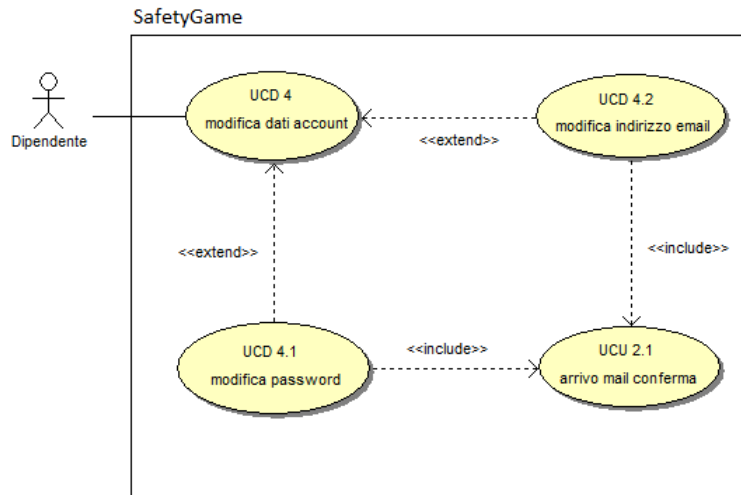 SafetyGame
Dipendente
UCD 4
modifica dati account
<<extend>>
UCD 4.2
modifica indirizzo email
<<extend>>
<<include>>
UCD 4.1
modifica password
<<include>>
UCU 2.1
arrivo mail conferma